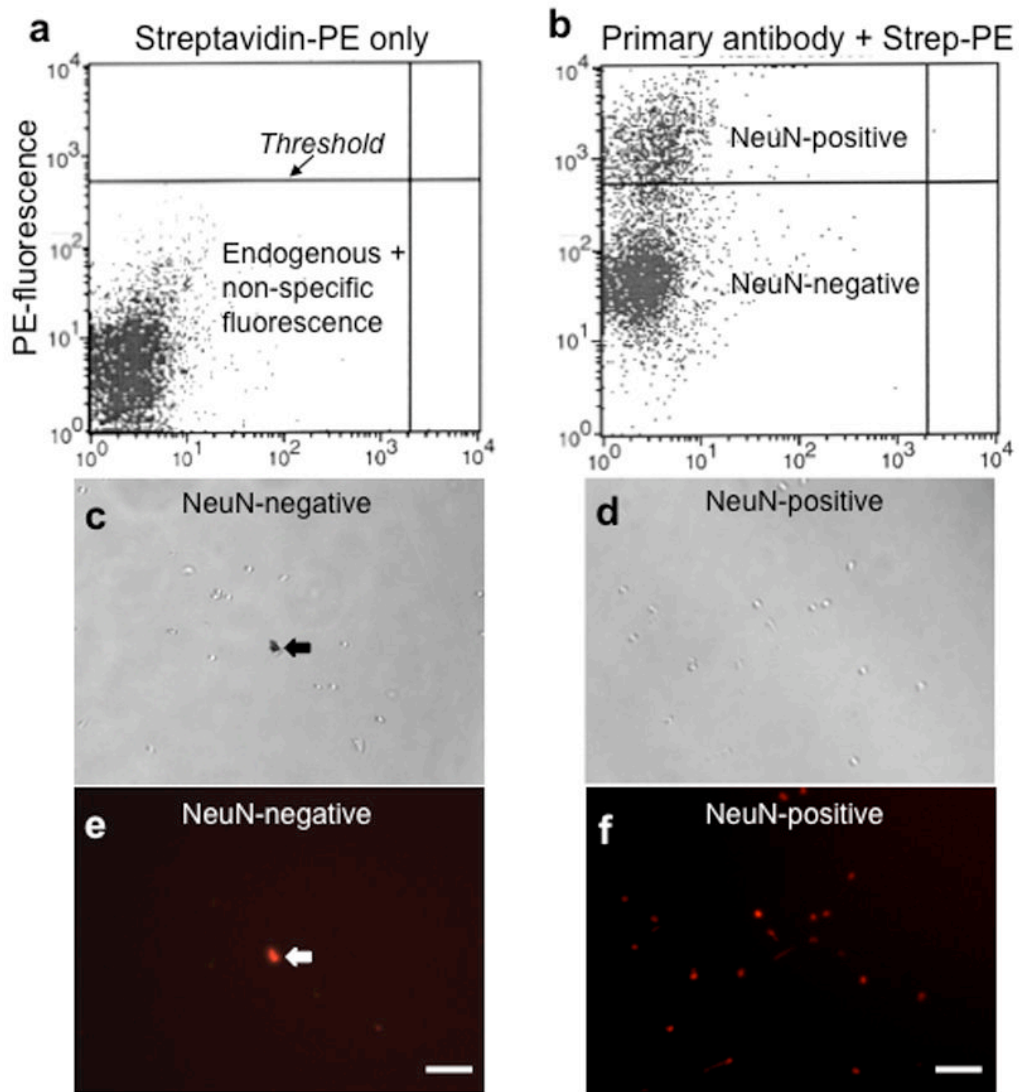 a
Streptavidin-PE only
PE-fluorescence
10^4
10^3
10^2
10^1
10^0
Threshold
Endogenous +
non-specific
fluorescence
10^0 10^1 10^2 10^3 10^4
b
Primary antibody + Strep-PE
10^4
10^3
10^2
10^1
10^0
NeuN-positive
NeuN-negative
10^0 10^1 10^2 10^3 10^4
c
NeuN-negative
d
NeuN-positive
e
NeuN-negative
f
NeuN-positive